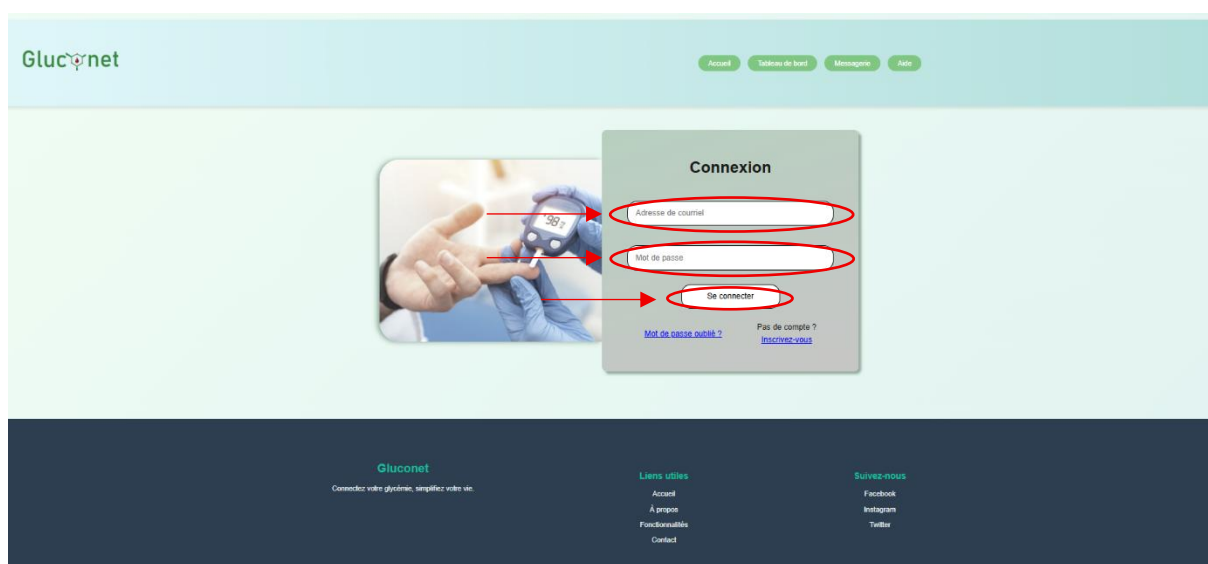 Gluconet
Accueil
Tableau de bord
Messagerie
Aide
Connexion
Adresse de courriel
98
Mot de passe
Se connecter
Mot de passe oublié ?
Pas de compte ?
Inscrivez-vous
Gluconet
Connectez votre glycémie, simplifiez votre vie.
Liens utiles
Accueil
À propos
Fonctionnalités
Contact
Suivez-nous
Facebook
Instagram
Twitter